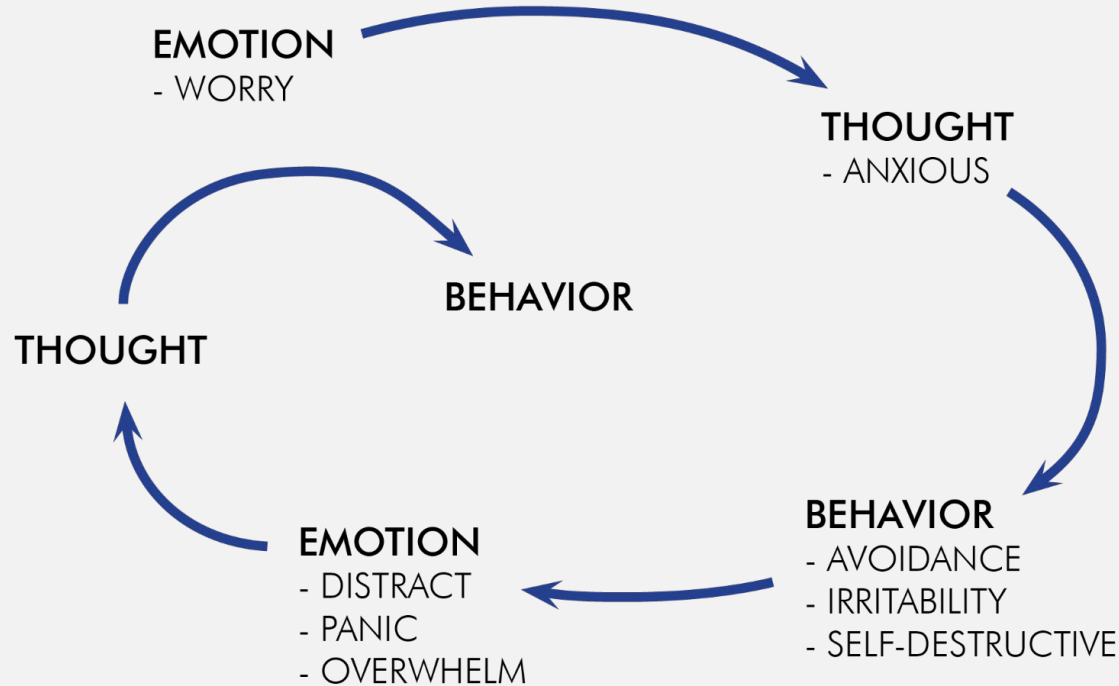 EMOTION
- WORRY
THOUGHT
- ANXIOUS
BEHAVIOR
- AVOIDANCE
- IRRITABILITY
- SELF-DESTRUCTIVE
EMOTION
- DISTRACT
- PANIC
- OVERWHELM
THOUGHT
BEHAVIOR